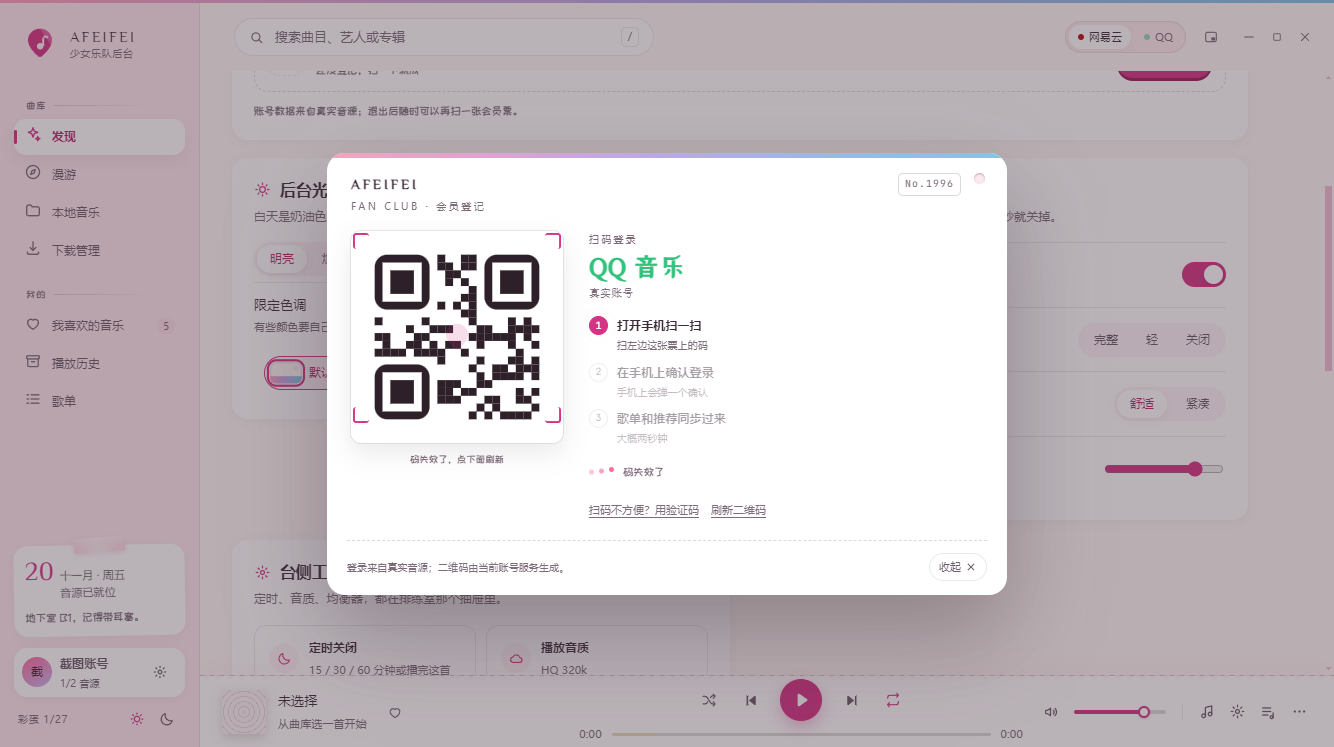 AFEIFEI
少女乐队后台
搜索曲目、艺人或专辑
/
网易云
QQ
曲库
发现
漫游
本地音乐
下载管理
我的
我喜欢的音乐
5
播放历史
歌单
20
十一月 · 周五
音源已就位
地下室 B1，记得带耳塞。
截
截图账号
1/2 音源
彩蛋 1/27
账号数据来自真实音源；退出后随时可以再扫一张会员票。
后台光
白天是奶油色
就关掉。
明亮
限定色调
有些颜色要自己
默认
完整
轻
关闭
舒适
紧凑
AFEIFEI
FAN CLUB · 会员登记
No.1996
码失效了，点下面刷新
扫码登录
QQ 音乐
真实账号
1
打开手机扫一扫
扫左边这张票上的码
2
在手机上确认登录
手机上会弹一个确认
3
歌单和推荐同步过来
大概两秒钟
码失效了
扫码不方便？用验证码
刷新二维码
登录来自真实音源；二维码由当前账号服务生成。
收起
台侧工
定时、音质、均衡器，都在排练室那个抽屉里。
定时关闭
15 / 30 / 60 分钟或播完这首
播放音质
HQ 320k
未选择
从曲库选一首开始
0:00
0:00